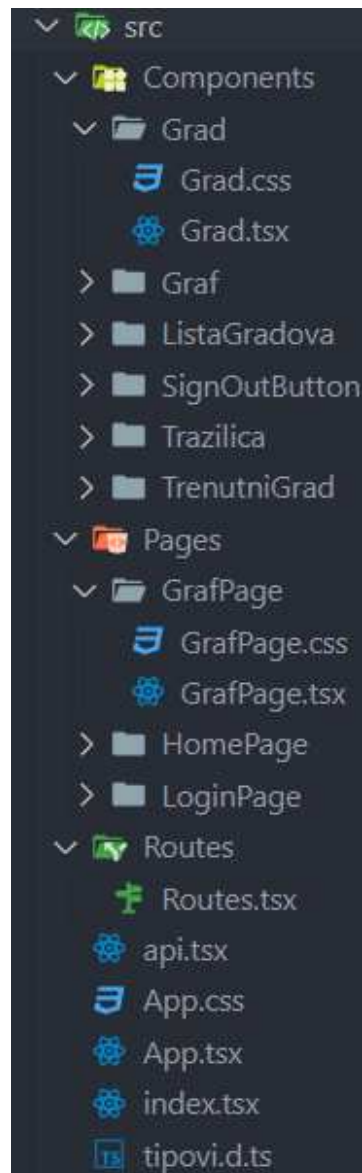 src
Components
Grad
Grad.css
Grad.tsx
Graf
ListaGradova
SignOutButton
Trazilica
TrenutniGrad
Pages
GrafPage
GrafPage.css
GrafPage.tsx
HomePage
LoginPage
Routes
Routes.tsx
api.tsx
App.css
App.tsx
index.tsx
TS tipovi.d.ts